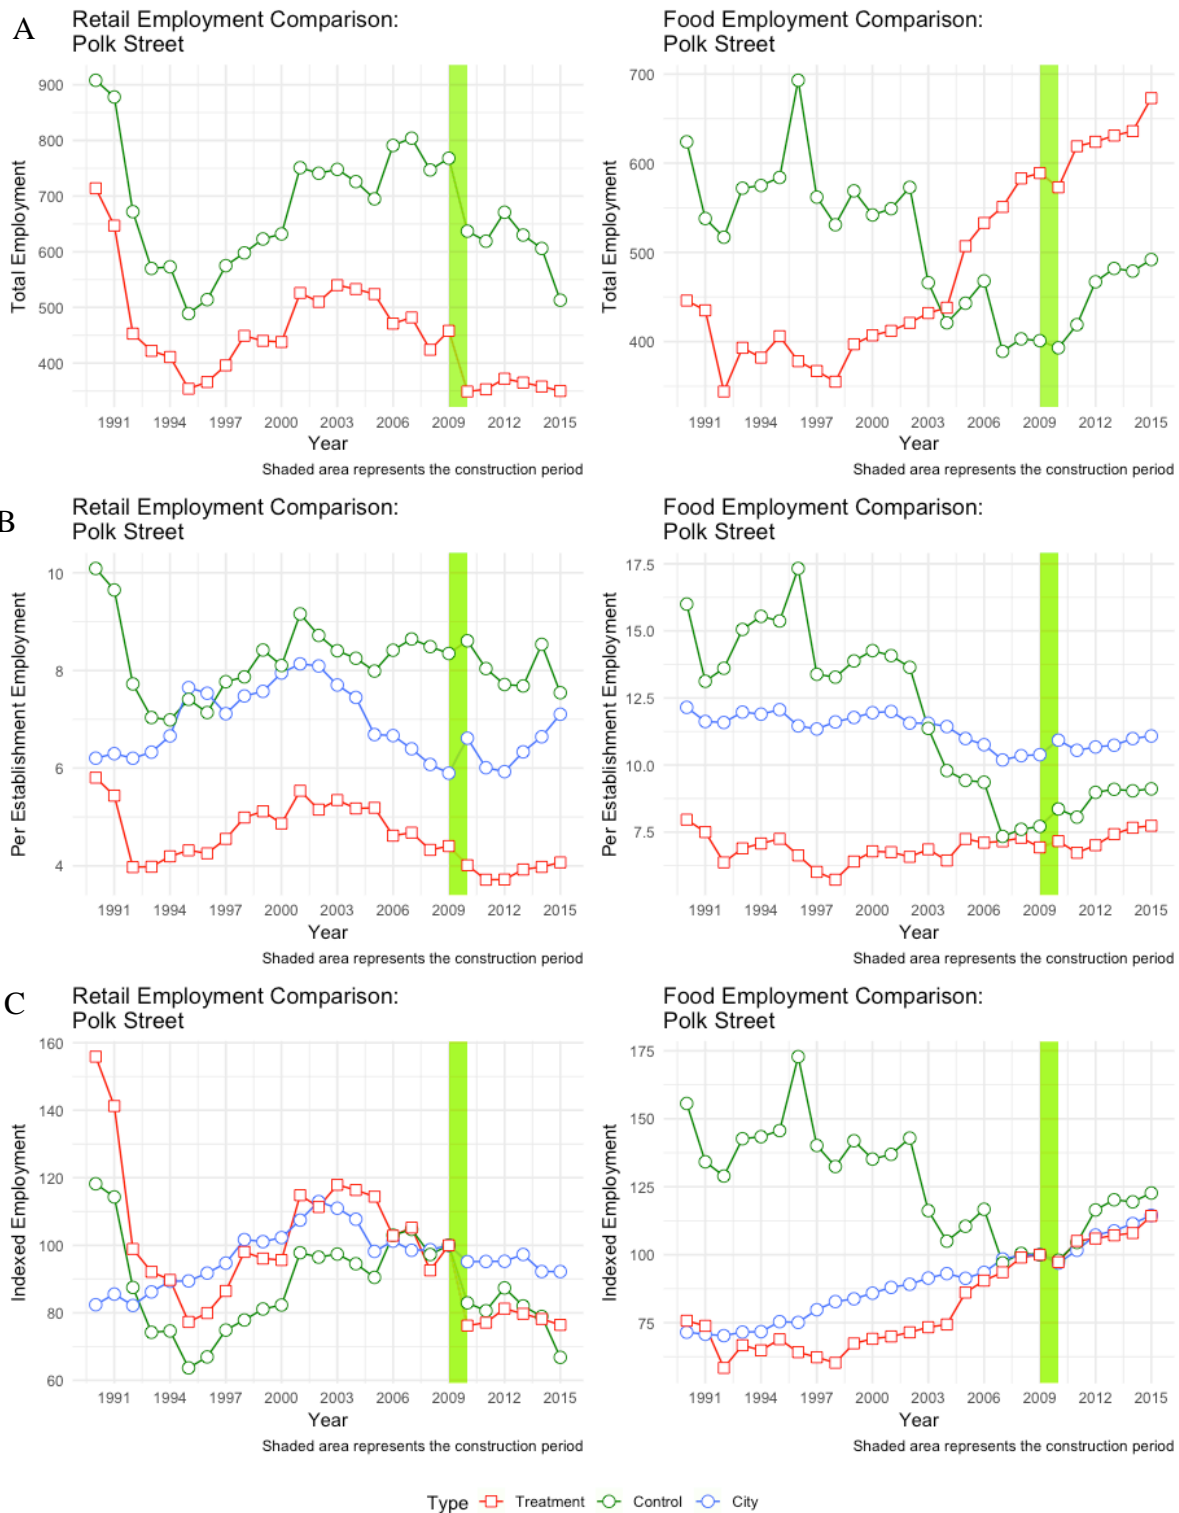 A
Retail Employment Comparison:
Polk Street
Total Employment
900
800
700
600
500
400
1991 1994 1997 2000 2003 2006 2009 2012 2015
Year
Shaded area represents the construction period
Food Employment Comparison:
Polk Street
Total Employment
700
600
500
400
1991 1994 1997 2000 2003 2006 2009 2012 2015
Year
Shaded area represents the construction period
B
Retail Employment Comparison:
Polk Street
Per Establishment Employment
10
8
6
4
1991 1994 1997 2000 2003 2006 2009 2012 2015
Year
Shaded area represents the construction period
Food Employment Comparison:
Polk Street
Per Establishment Employment
17.5
15.0
12.5
10.0
7.5
1991 1994 1997 2000 2003 2006 2009 2012 2015
Year
Shaded area represents the construction period
C
Retail Employment Comparison:
Polk Street
Indexed Employment
160
140
120
100
80
60
1991 1994 1997 2000 2003 2006 2009 2012 2015
Year
Shaded area represents the construction period
Food Employment Comparison:
Polk Street
Indexed Employment
175
150
125
100
75
1991 1994 1997 2000 2003 2006 2009 2012 2015
Year
Shaded area represents the construction period
Type Treatment Control City